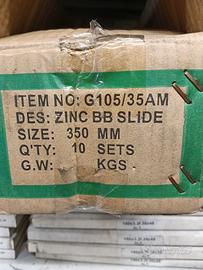 ITEM NO: G105/35AM
DES: ZINC BB SLIDE
SIZE: 350 MM
Q'TY: 10 SETS
G.W: KGS